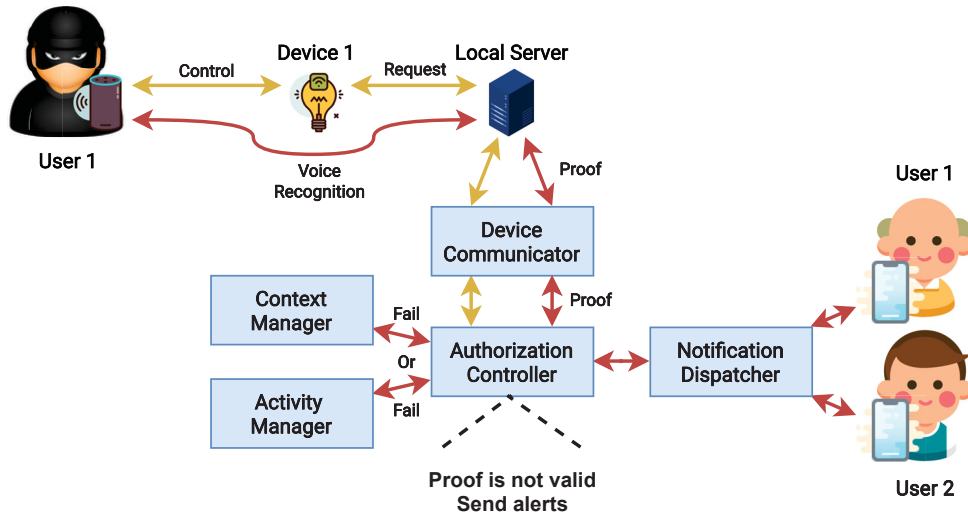 Device 1
Local Server
Control
Request
User 1
Voice
Recognition
Proof
User 1
Device
Communicator
Proof
Context
Manager
Fail
Or
Authorization
Controller
Notification
Dispatcher
Activity
Manager
Fail
Proof is not valid
Send alerts
User 2